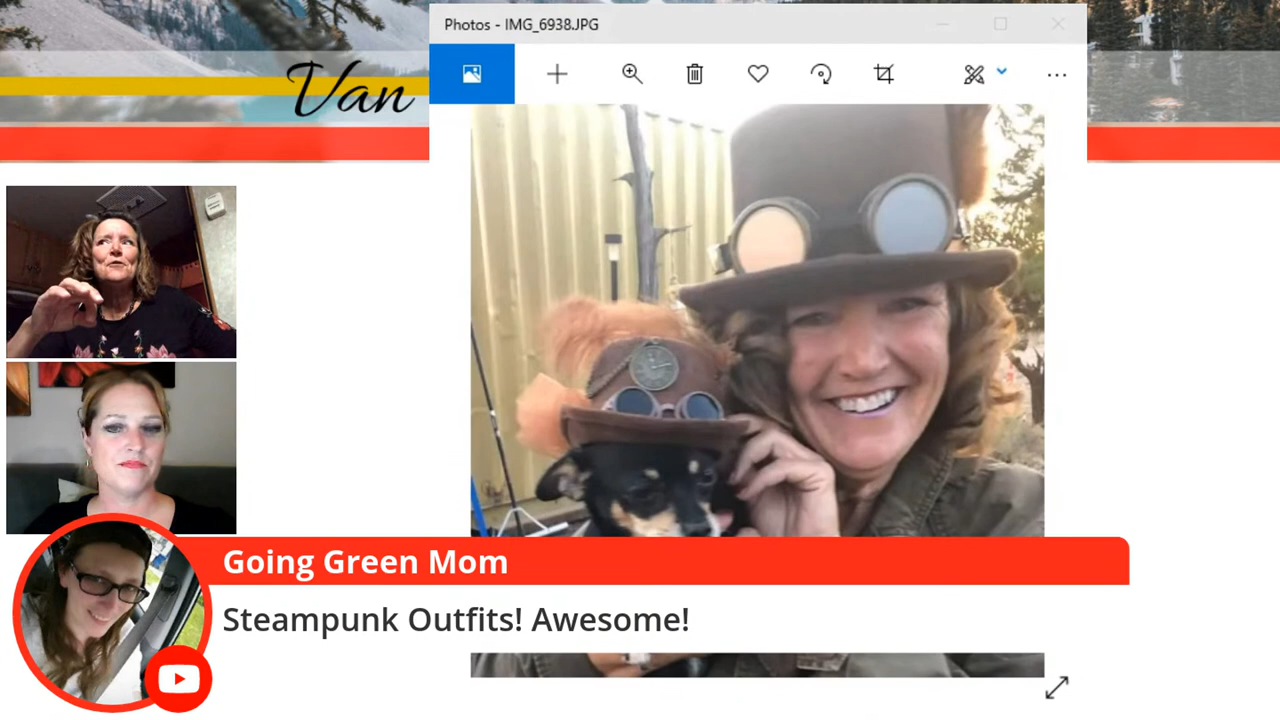 Photos - IMG_6938.JPG
Van
Going Green Mom
Steampunk Outfits! Awesome!